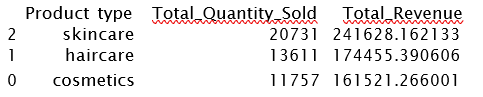 Product type Total_Quantity_Sold Total_Revenue
2 skincare 20731 241628.162133
1 haircare 13611 174455.390606
0 cosmetics 11757 161521.266001